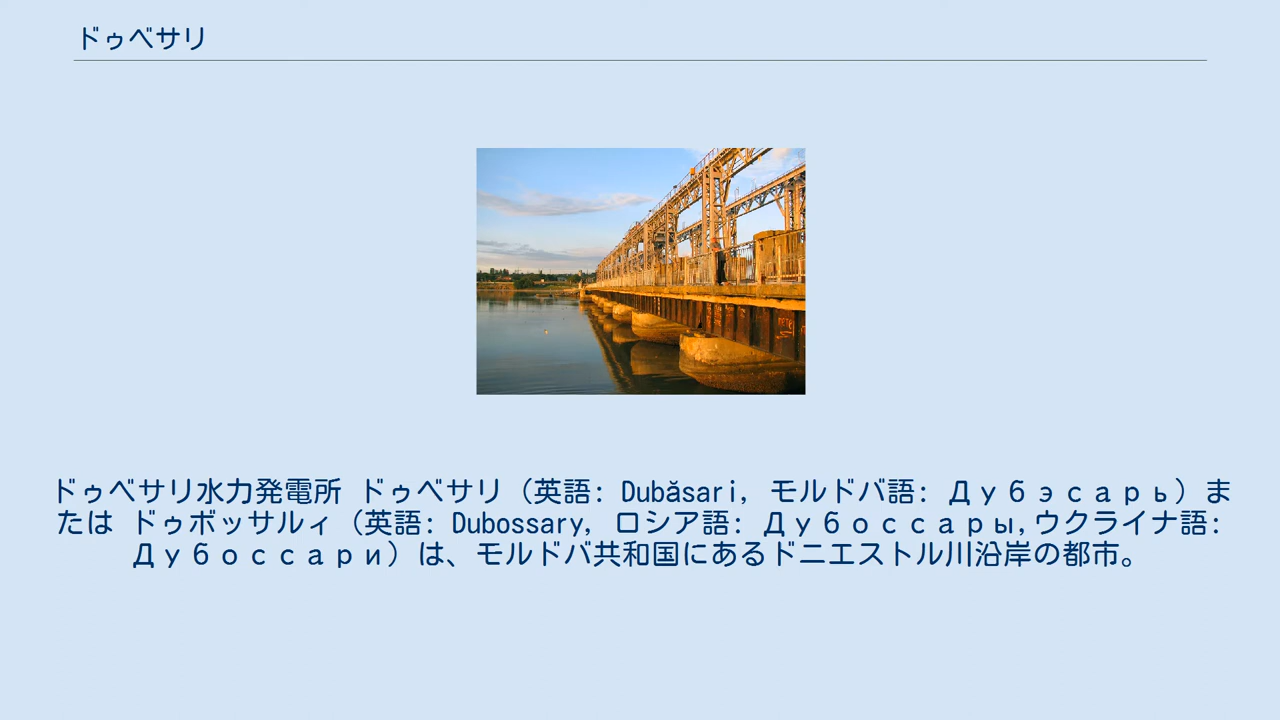 ドゥベサリ
ドゥベサリ水力発電所 ドゥベサリ（英語: Dubăsari, モルドバ語: Дубэсарь）ま
たは ドゥボッサルィ（英語: Dubossary, ロシア語: Дубоссары,ウクライナ語:
Дубоссари）は、モルドバ共和国にあるドニエストル川沿岸の都市。